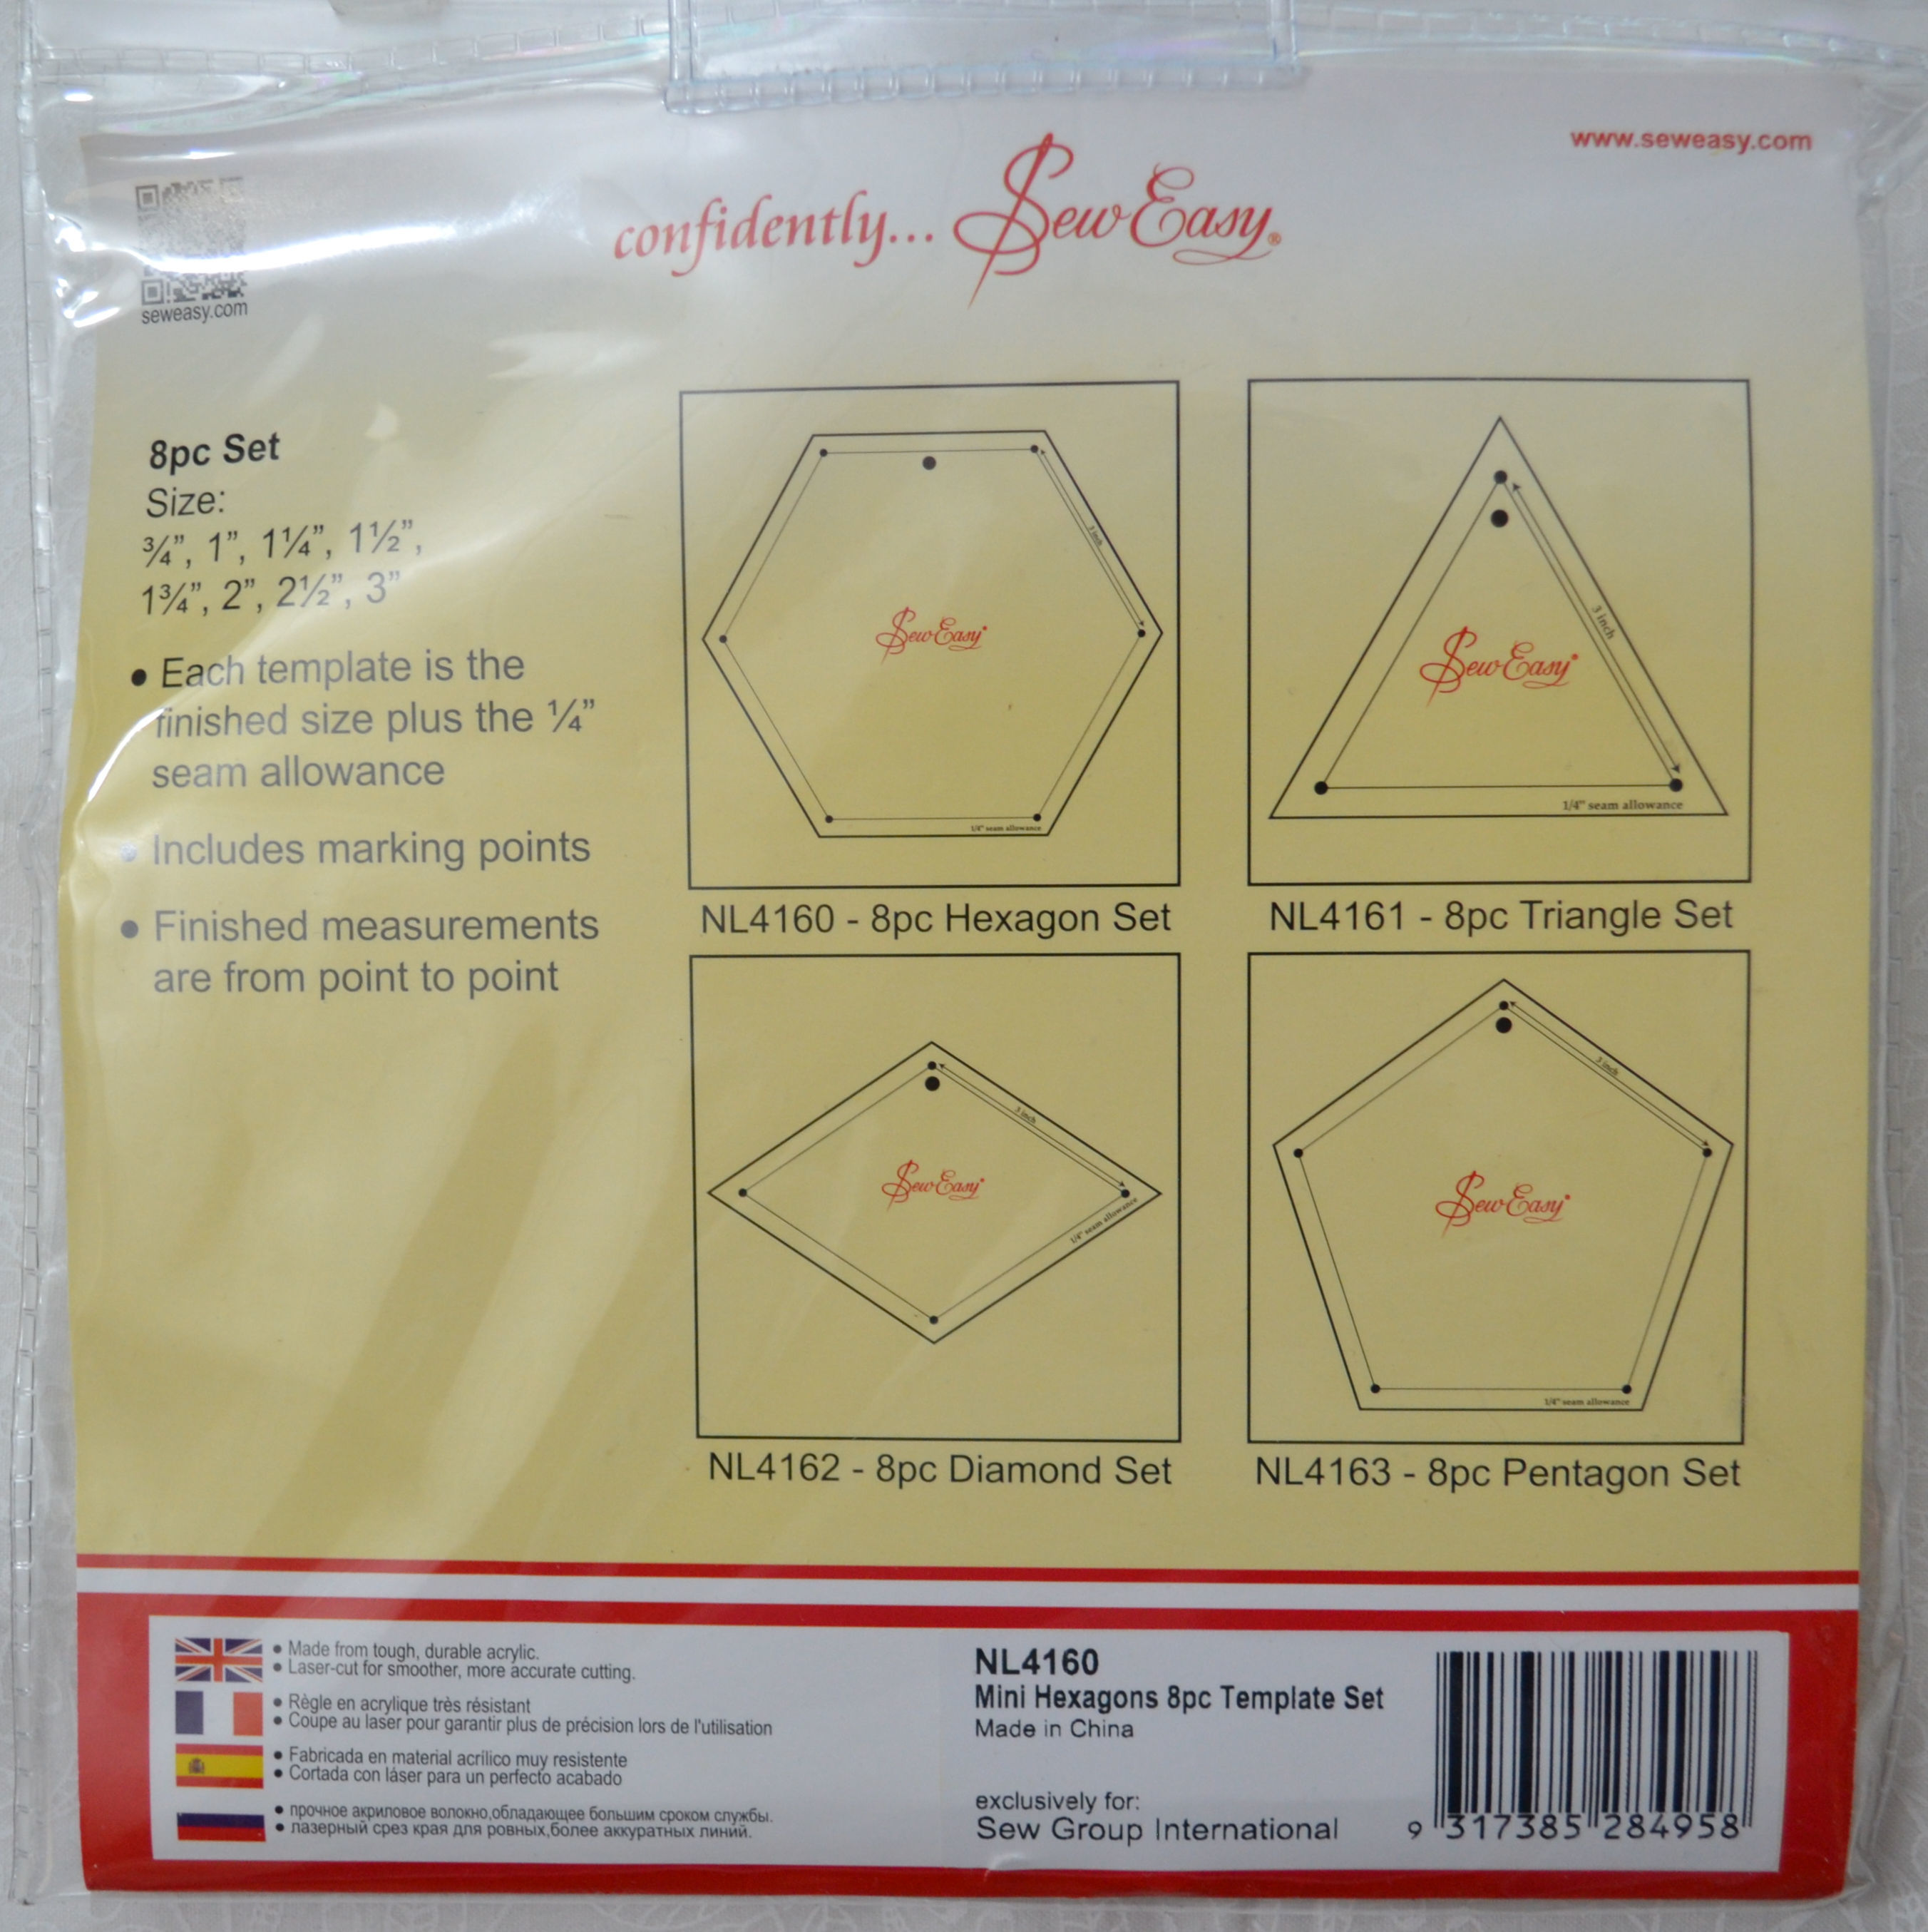 www.seweasy.com
confidently... Sew Easy®
seweasy.com
8pc Set
Size:
¾”, 1”, 1¼”, 1½”,
1¾”, 2”, 2½”, 3”
• Each template is the
finished size plus the ¼”
seam allowance
• Includes marking points
• Finished measurements
are from point to point
3 inch
Sew Easy
1/4" seam allowance
NL4160 - 8pc Hexagon Set
3 inch
Sew Easy
1/4" seam allowance
NL4161 - 8pc Triangle Set
3 inch
Sew Easy
1/4" seam allowance
NL4162 - 8pc Diamond Set
3 inch
Sew Easy
1/4" seam allowance
NL4163 - 8pc Pentagon Set
• Made from tough, durable acrylic.
• Laser-cut for smoother, more accurate cutting.
• Règle en acrylique très résistant
• Coupe au laser pour garantir plus de précision lors de l'utilisation
• Fabricada en material acrílico muy resistente
• Cortada con láser para un perfecto acabado
• прочное акриловое волокно,обладающее большим сроком службы.
• лазерный срез края для ровных,более аккуратных линий.
NL4160
Mini Hexagons 8pc Template Set
Made in China
exclusively for:
Sew Group International
9 317385 284958